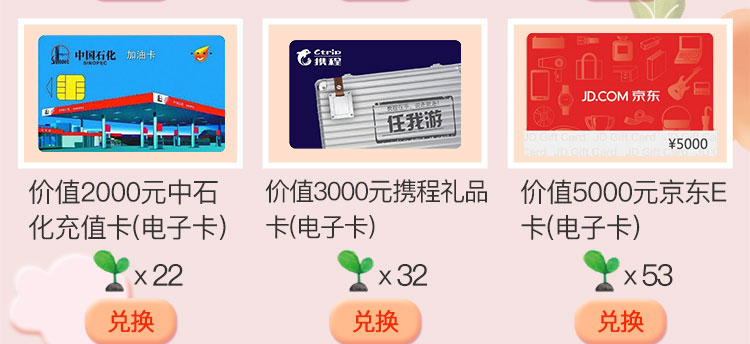 中国石化 加油卡
SINOPEC
价值2000元中石
化充值卡(电子卡)
x 22
兑换
Ctrip
携程
任我游
价值3000元携程礼品
卡(电子卡)
x 32
兑换
JD.COM 京东
JD Gift Card
¥5000
价值5000元京东E
卡(电子卡)
x 53
兑换